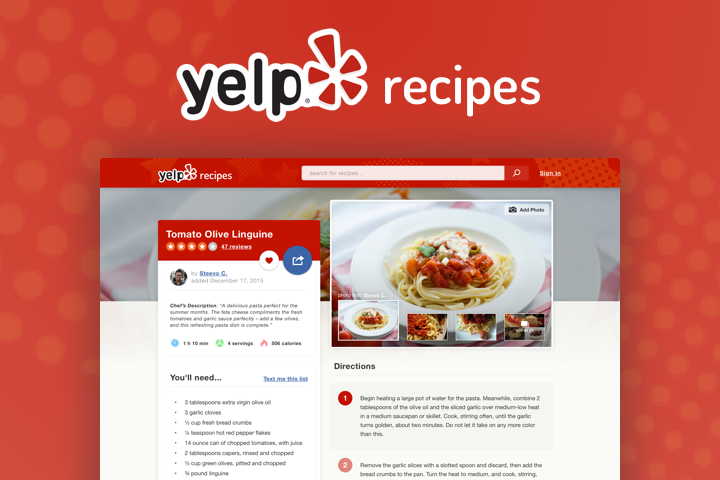 yelp recipes
yelp recipes
search for recipes...
Sign In
Tomato Olive Linguine
47 reviews
by Steevo C.
added December 17, 2015
Chef's Description: "A delicious pasta perfect for the
summer months. The feta cheese compliments the fresh
tomatoes and garlic sauce perfectly - add a few olives,
and this refreshing pasta dish is complete."
1 h 10 min
4 servings
506 calories
You'll need...
Text me this list
• 3 tablespoons extra virgin olive oil
• 3 garlic cloves
• ½ cup fresh bread crumbs
• ¼ teaspoon hot red pepper flakes
• 14 ounce can of chopped tomatoes, with juice
• 2 tablespoons capers, rinsed and chopped
• ½ cup green olives, pitted and chopped
• ¾ pound linguine
Add Photo
photo from Steevo C.
Directions
1
Begin heating a large pot of water for the pasta. Meanwhile, combine 2
tablespoons of the olive oil and the sliced garlic over medium-low heat
in a medium saucepan or skillet. Cook, stirring often, until the garlic
turns golden, about two minutes. Do not let it take on any more color
than this.
2
Remove the garlic slices with a slotted spoon and discard, then add the
bread crumbs to the pan. Turn the heat to medium, and cook, stirring,